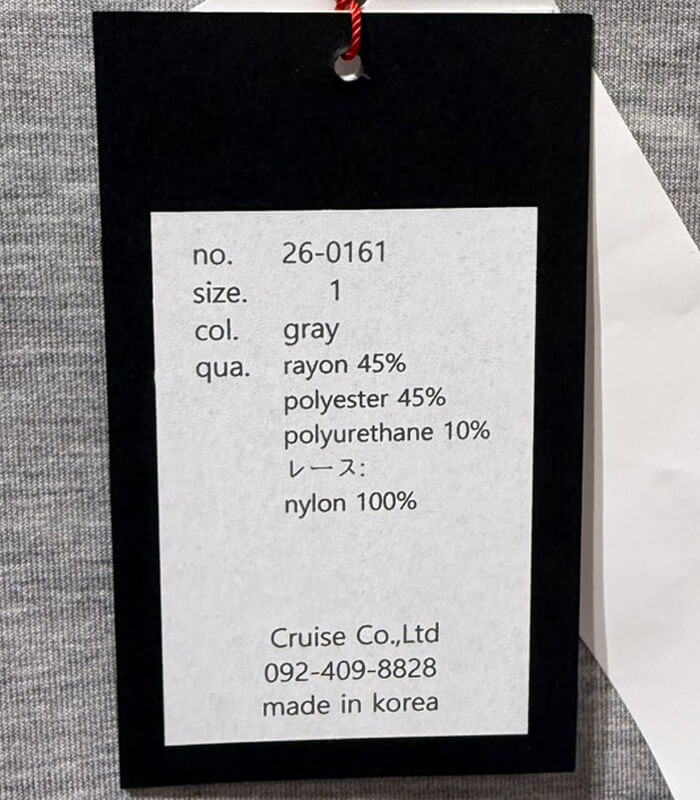 no. 26-0161
size. 1
col. gray
qua. rayon 45%
polyester 45%
polyurethane 10%
レース:
nylon 100%
Cruise Co.,Ltd
092-409-8828
made in korea